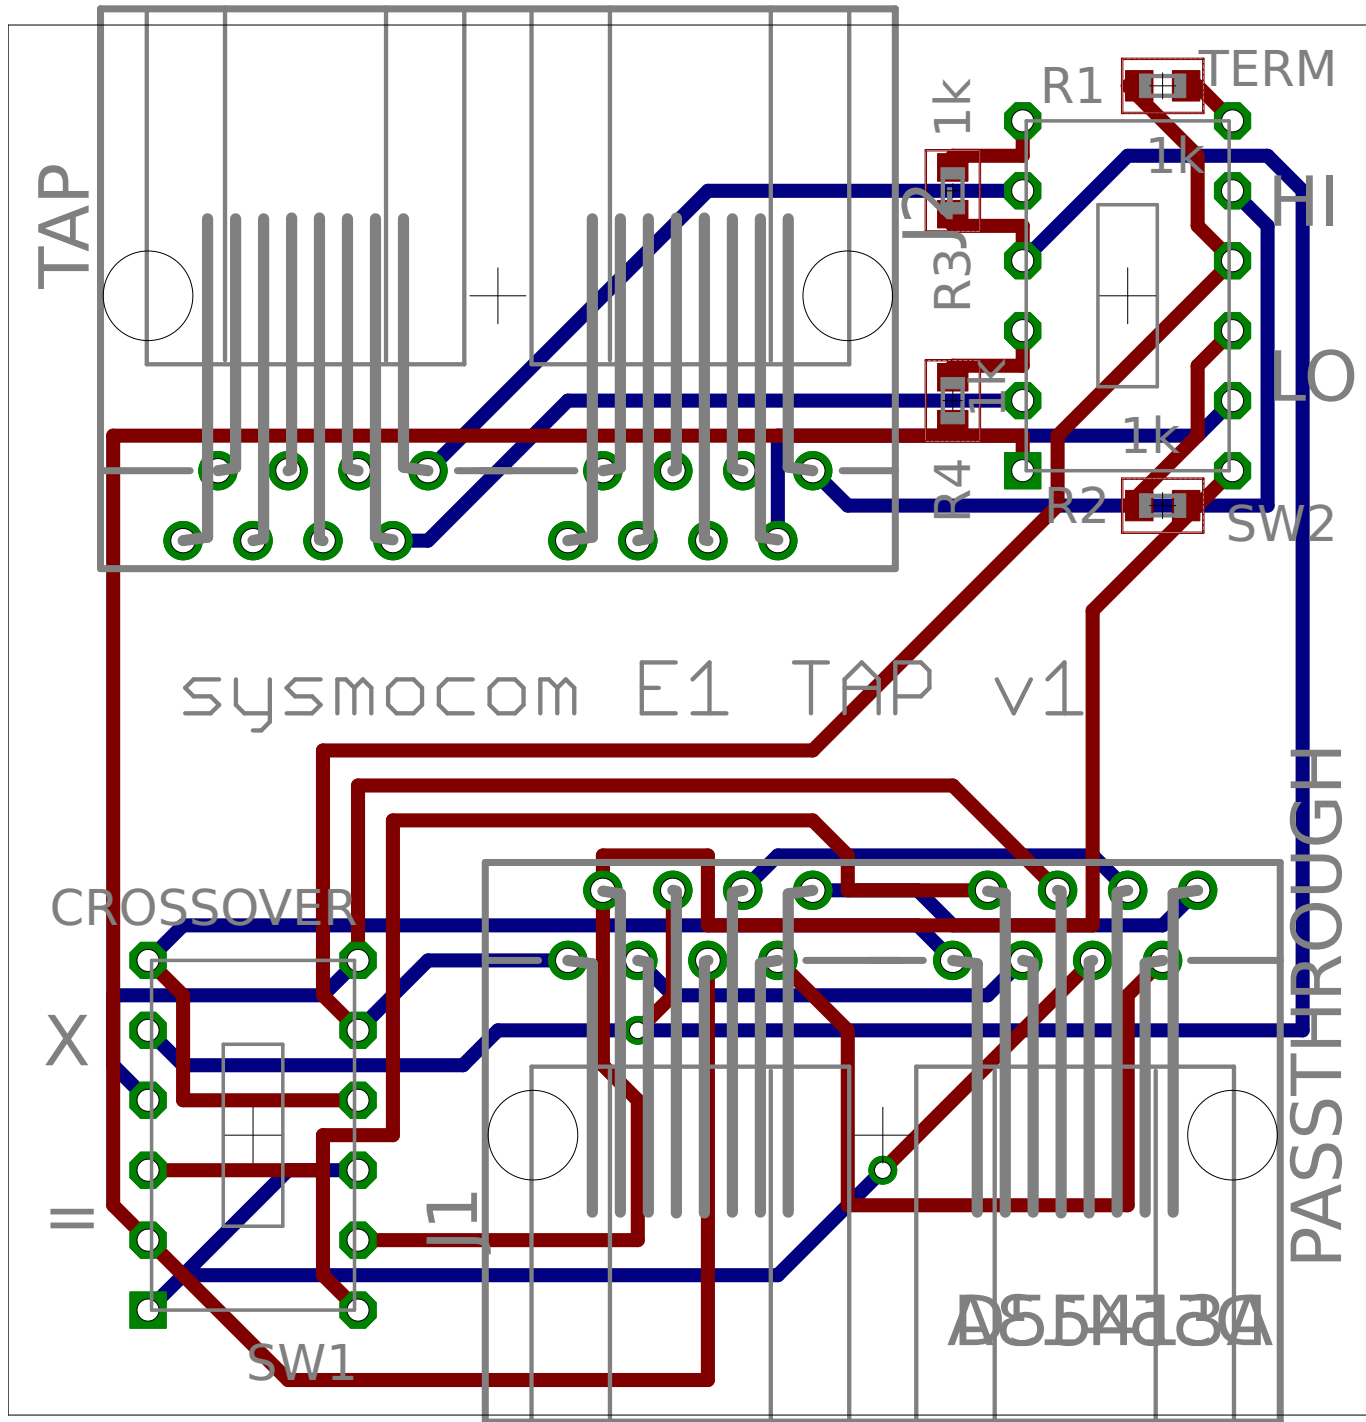 TERM
R1
1k
1k
TAP
HI
J2
R3
LO
1k
1k
R4
R2
SW2
sysmocom E1 TAP v1
PASSTHROUGH
CROSSOVER
X
=
J1
SW1